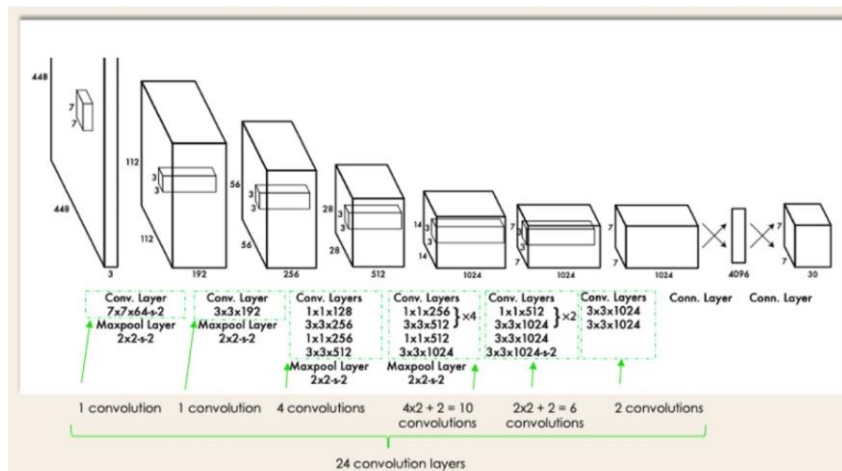 448
7
7
448
3
112
3
3
112
192
56
3
3
56
256
28
3
3
28
512
14
3
3
14
1024
7
3
3
7
1024
7
7
1024
4096
7
7
30
Conv. Layer
7x7x64-s-2
Maxpool Layer
2x2-s-2
Conv. Layer
3x3x192
Maxpool Layer
2x2-s-2
Conv. Layers
1x1x128
3x3x256
1x1x256
3x3x512
Maxpool Layer
2x2-s-2
Conv. Layers
1x1x256
3x3x512 } ×4
1x1x512
3x3x1024
Maxpool Layer
2x2-s-2
Conv. Layers
1x1x512
3x3x1024 } ×2
3x3x1024
3x3x1024-s-2
Conv. Layers
3x3x1024
3x3x1024
Conn. Layer
Conn. Layer
1 convolution
1 convolution
4 convolutions
4x2 + 2 = 10
convolutions
2x2 + 2 = 6
convolutions
2 convolutions
24 convolution layers